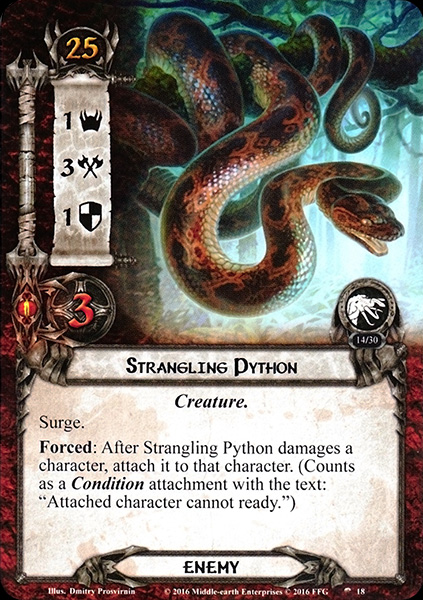 25
1
3
1
3
14/30
Strangling Python
Creature.
Surge.
Forced: After Strangling Python damages a
character, attach it to that character. (Counts
as a Condition attachment with the text:
“Attached character cannot ready.”)
ENEMY
Illus. Dmitry Prosvirnin © 2016 Middle-earth Enterprises © 2016 FFG 18